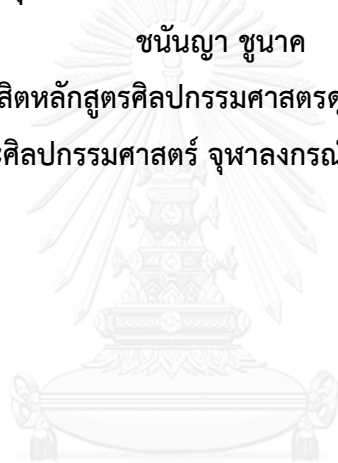 ชนันญา ชูนาค
สิตหลักสูตรศิลปกรรมศาสตร
ศิลปกรรมศาสตร์ จุฬาลงกรณ์